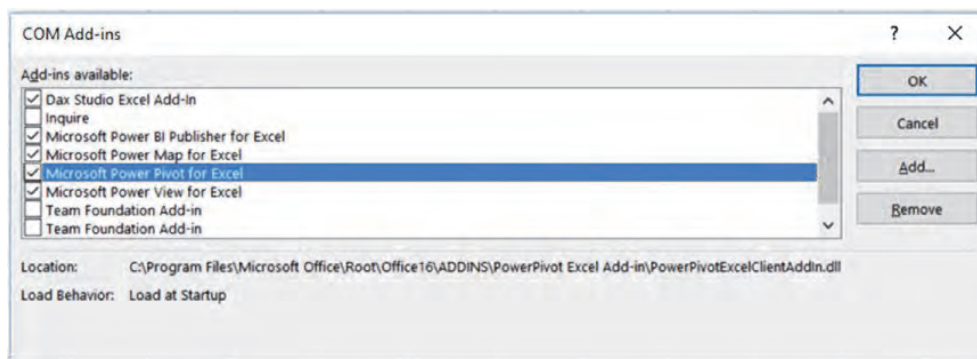 COM Add-ins ? X
Add-ins available:
Dax Studio Excel Add-In
Inquire
Microsoft Power BI Publisher for Excel
Microsoft Power Map for Excel
Microsoft Power Pivot for Excel
Microsoft Power View for Excel
Team Foundation Add-in
Team Foundation Add-in
OK
Cancel
Add...
Remove
Location: C:\Program Files\Microsoft Office\Root\Office16\ADDINS\PowerPivot Excel Add-in\PowerPivotExcelClientAddIn.dll
Load Behavior: Load at Startup